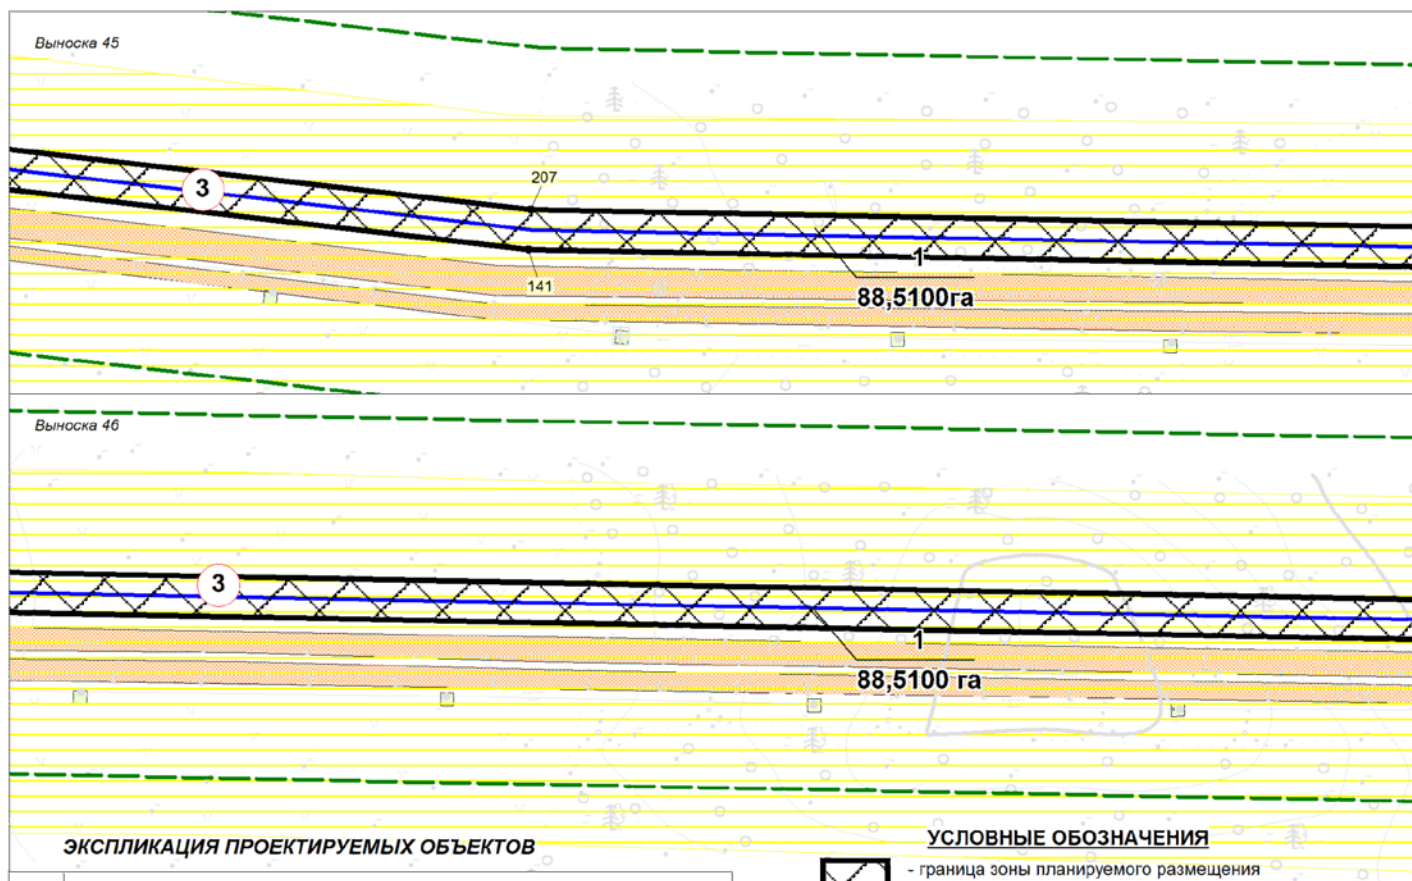 Выноска 45
3
207
141
1
88,5100га
Выноска 46
3
1
88,5100 га
ЭКСПЛИКАЦИЯ ПРОЕКТИРУЕМЫХ ОБЪЕКТОВ
УСЛОВНЫЕ ОБОЗНАЧЕНИЯ
- граница зоны планируемого размещения